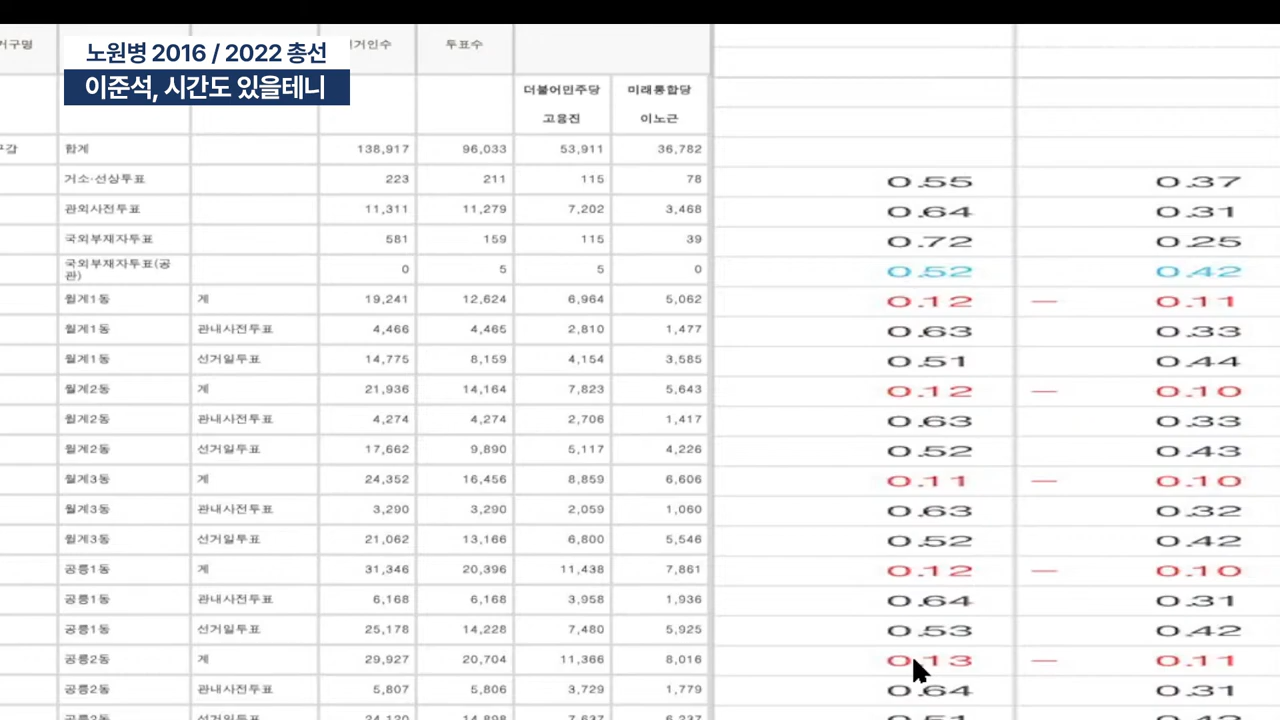 거구명 거인수 투표수
노원병 2016 / 2022 총선
이준석, 시간도 있을테니
더불어민주당 미래통합당
고용진 이노근
구갑 합계 138,917 96,033 53,911 36,782
거소·선상투표 223 211 115 78 0.55 0.37
관외사전투표 11,311 11,279 7,202 3,468 0.64 0.31
국외부재자투표 581 159 115 39 0.72 0.25
국외부재자투표(공
관) 0 5 5 0 0.52 0.42
월계1동 계 19,241 12,624 6,964 5,062 0.12 — 0.11
월계1동 관내사전투표 4,466 4,465 2,810 1,477 0.63 0.33
월계1동 선거일투표 14,775 8,159 4,154 3,585 0.51 0.44
월계2동 계 21,936 14,164 7,823 5,643 0.12 — 0.10
월계2동 관내사전투표 4,274 4,274 2,706 1,417 0.63 0.33
월계2동 선거일투표 17,662 9,890 5,117 4,226 0.52 0.43
월계3동 계 24,352 16,456 8,859 6,606 0.11 — 0.10
월계3동 관내사전투표 3,290 3,290 2,059 1,060 0.63 0.32
월계3동 선거일투표 21,062 13,166 6,800 5,546 0.52 0.42
공릉1동 계 31,346 20,396 11,438 7,861 0.12 — 0.10
공릉1동 관내사전투표 6,168 6,168 3,958 1,936 0.64 0.31
공릉1동 선거일투표 25,178 14,228 7,480 5,925 0.53 0.42
공릉2동 계 29,927 20,704 11,366 8,016 0.13 — 0.11
공릉2동 관내사전투표 5,807 5,806 3,729 1,779 0.64 0.31
공릉2동 선거일투표 24,120 14,898 7,637 6,237